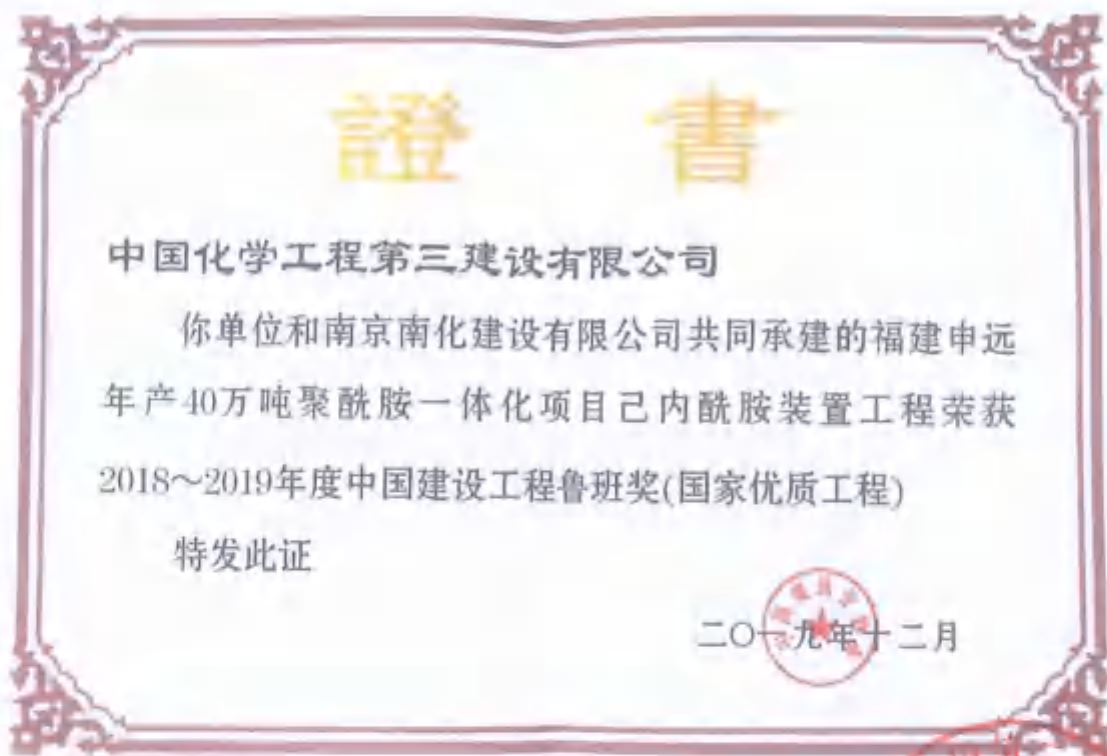 證書
中国化学工程第三建设有限公司
你单位和南京南化建设有限公司共同承建的福建申远
年产40万吨聚酰胺一体化项目己内酰胺装置工程荣获
2018～2019年度中国建设工程鲁班奖(国家优质工程)
特发此证
二〇一九年十二月